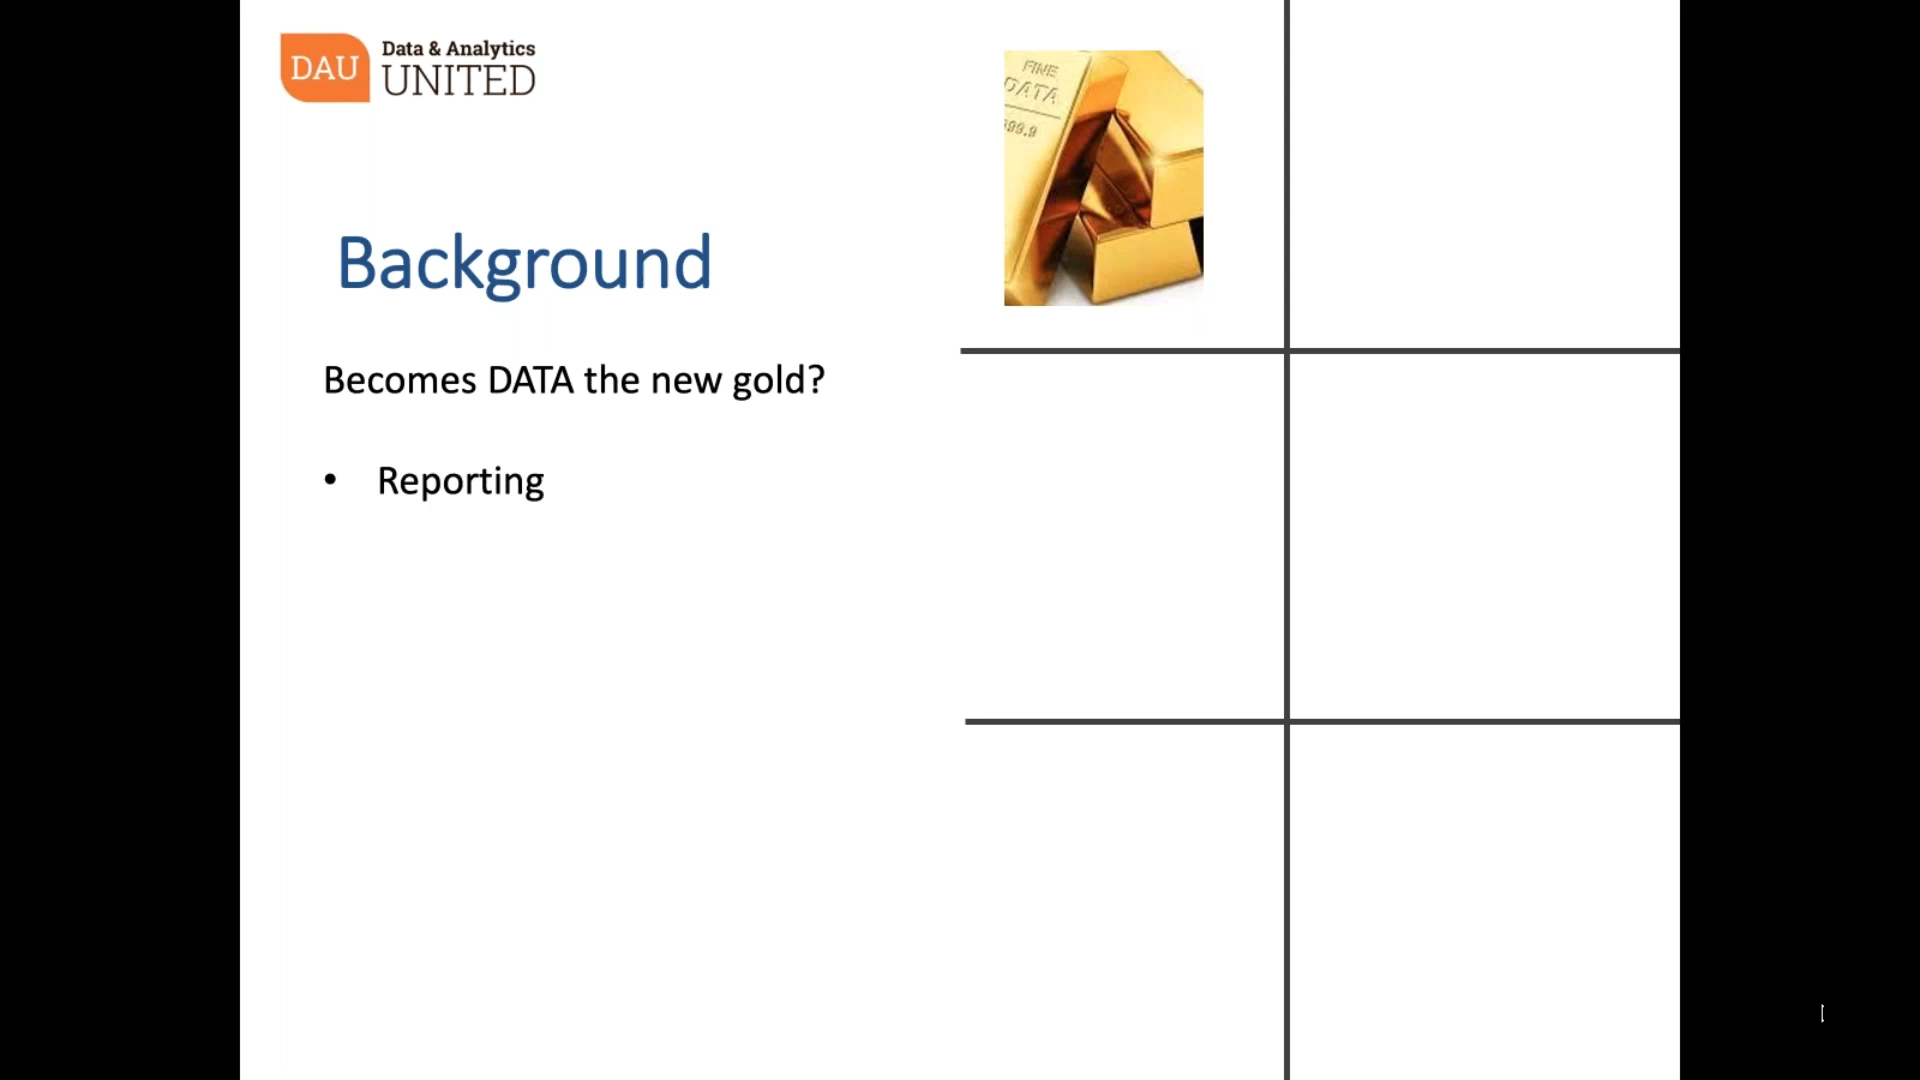 DAU
Data & Analytics
UNITED
FINE
DATA
999.9
Background
Becomes DATA the new gold?
• Reporting